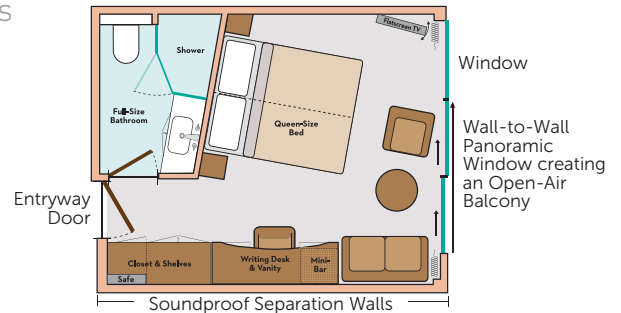 S
Flatscreen TV
Shower
Window
Full-Size
Bathroom
Queen-Size
Bed
Wall-to-Wall
Panoramic
Window creating
an Open-Air
Balcony
Entryway
Door
Closet & Shelves
Safe
Writing Desk
& Vanity
Mini-
Bar
Soundproof Separation Walls